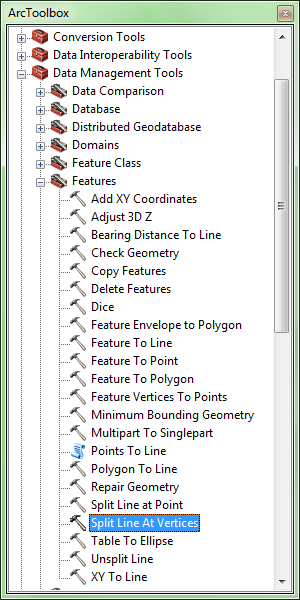 ArcToolbox
Conversion Tools
Data Interoperability Tools
Data Management Tools
Data Comparison
Database
Distributed Geodatabase
Domains
Feature Class
Features
Add XY Coordinates
Adjust 3D Z
Bearing Distance To Line
Check Geometry
Copy Features
Delete Features
Dice
Feature Envelope to Polygon
Feature To Line
Feature To Point
Feature To Polygon
Feature Vertices To Points
Minimum Bounding Geometry
Multipart To Singlepart
Points To Line
Polygon To Line
Repair Geometry
Split Line at Point
Split Line At Vertices
Table To Ellipse
Unsplit Line
XY To Line